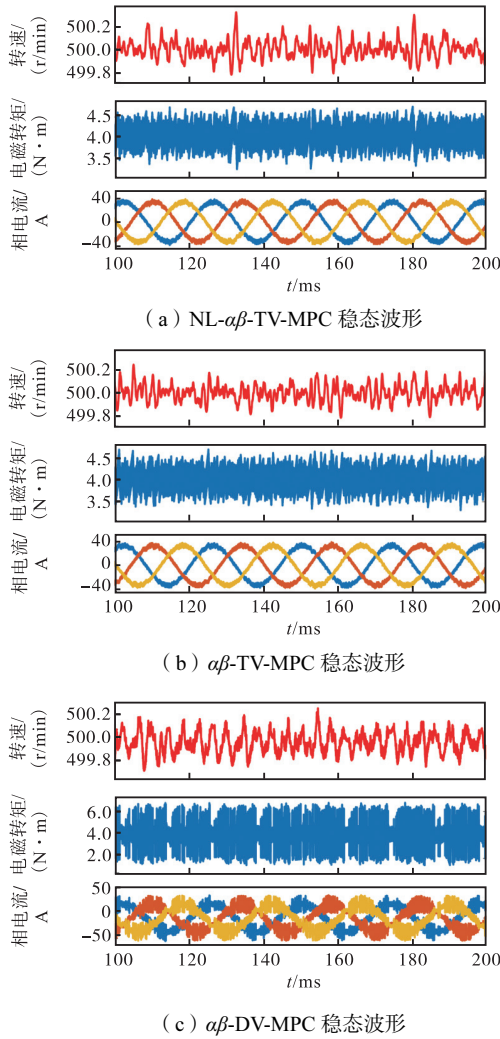 转速/
(r/min)
500.2
500.0
499.8
电磁转矩/
(N·m)
4.5
4.0
3.5
相电流/
A
40
0
−40
100 120 140 160 180 200
t/ms
(a) NL-αβ-TV-MPC 稳态波形
转速/
(r/min)
500.2
500.0
499.8
电磁转矩/
(N·m)
4.5
4.0
3.5
相电流/
A
40
0
−40
100 120 140 160 180 200
t/ms
(b) αβ-TV-MPC 稳态波形
转速/
(r/min)
500.2
500.0
499.8
电磁转矩/
(N·m)
6.0
4.0
2.0
相电流/
A
50
0
−50
100 120 140 160 180 200
t/ms
(c) αβ-DV-MPC 稳态波形